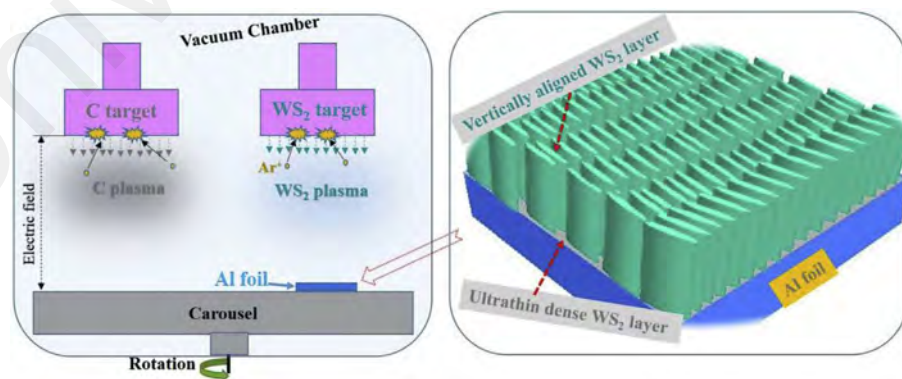 Vacuum Chamber
C target
WS₂ target
Ar⁺
C plasma
WS₂ plasma
Electric field
Al foil
Carousel
Rotation
Vertically aligned WS₂ layer
Ultrathin dense WS₂ layer
Al foil